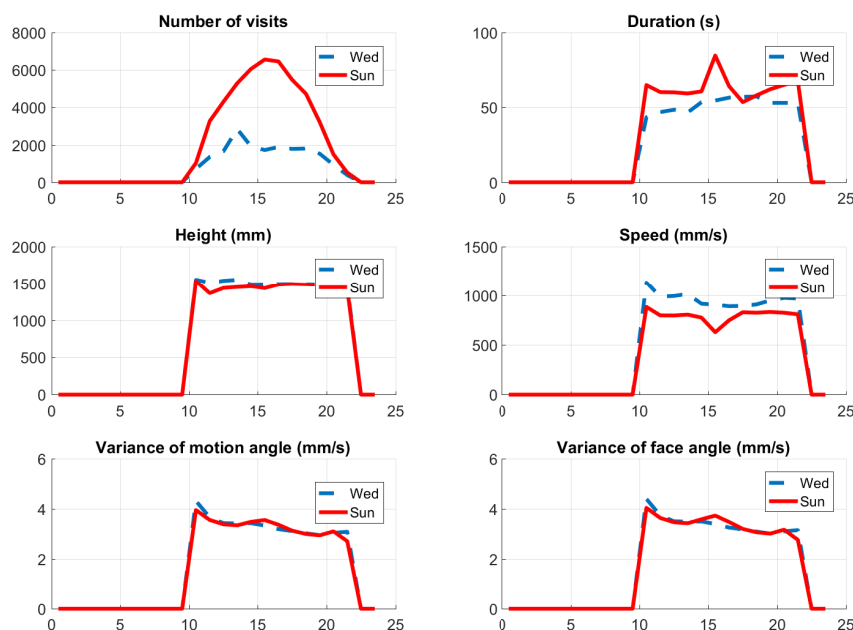 Number of visits
8000
6000
4000
2000
0
0 5 10 15 20 25
Wed
Sun
Duration (s)
100
50
0
0 5 10 15 20 25
Wed
Sun
Height (mm)
2000
1500
1000
500
0
0 5 10 15 20 25
Wed
Sun
Speed (mm/s)
1500
1000
500
0
0 5 10 15 20 25
Wed
Sun
Variance of motion angle (mm/s)
6
4
2
0
0 5 10 15 20 25
Wed
Sun
Variance of face angle (mm/s)
6
4
2
0
0 5 10 15 20 25
Wed
Sun